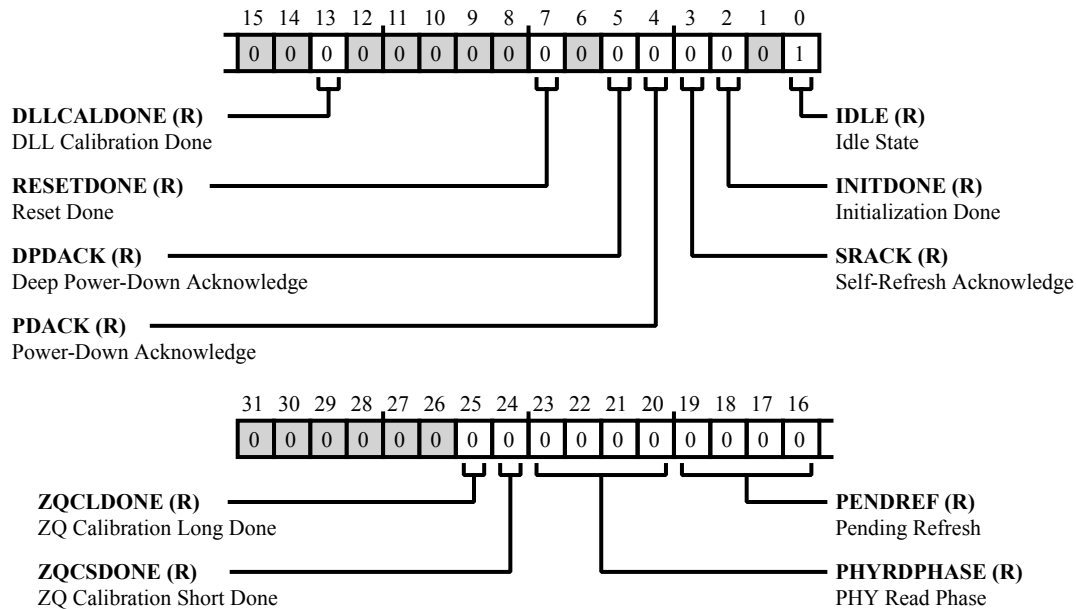 15 14 13 12 11 10 9 8 7 6 5 4 3 2 1 0
0 0 0 0 0 0 0 0 0 0 0 0 0 0 0 1
DLLCALDONE (R)
DLL Calibration Done
IDLE (R)
Idle State
RESETDONE (R)
Reset Done
INITDONE (R)
Initialization Done
DPDACK (R)
Deep Power-Down Acknowledge
SRACK (R)
Self-Refresh Acknowledge
PDACK (R)
Power-Down Acknowledge
31 30 29 28 27 26 25 24 23 22 21 20 19 18 17 16
0 0 0 0 0 0 0 0 0 0 0 0 0 0 0 0
ZQCLDONE (R)
ZQ Calibration Long Done
PENDREF (R)
Pending Refresh
ZQCSDONE (R)
ZQ Calibration Short Done
PHYRDPHASE (R)
PHY Read Phase